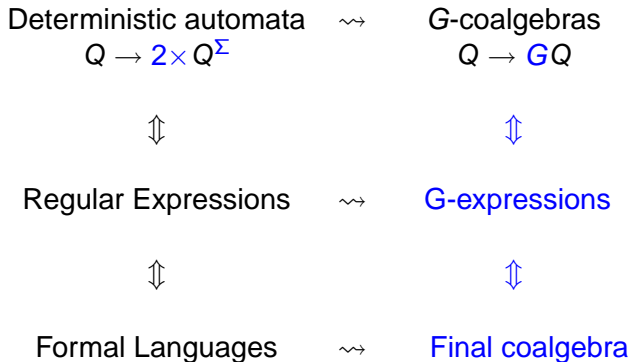 Deterministic automata ⇝ G-coalgebras
Q → 2 × Q^Σ Q → GQ
⇕ ⇕
Regular Expressions ⇝ G-expressions
⇕ ⇕
Formal Languages ⇝ Final coalgebra